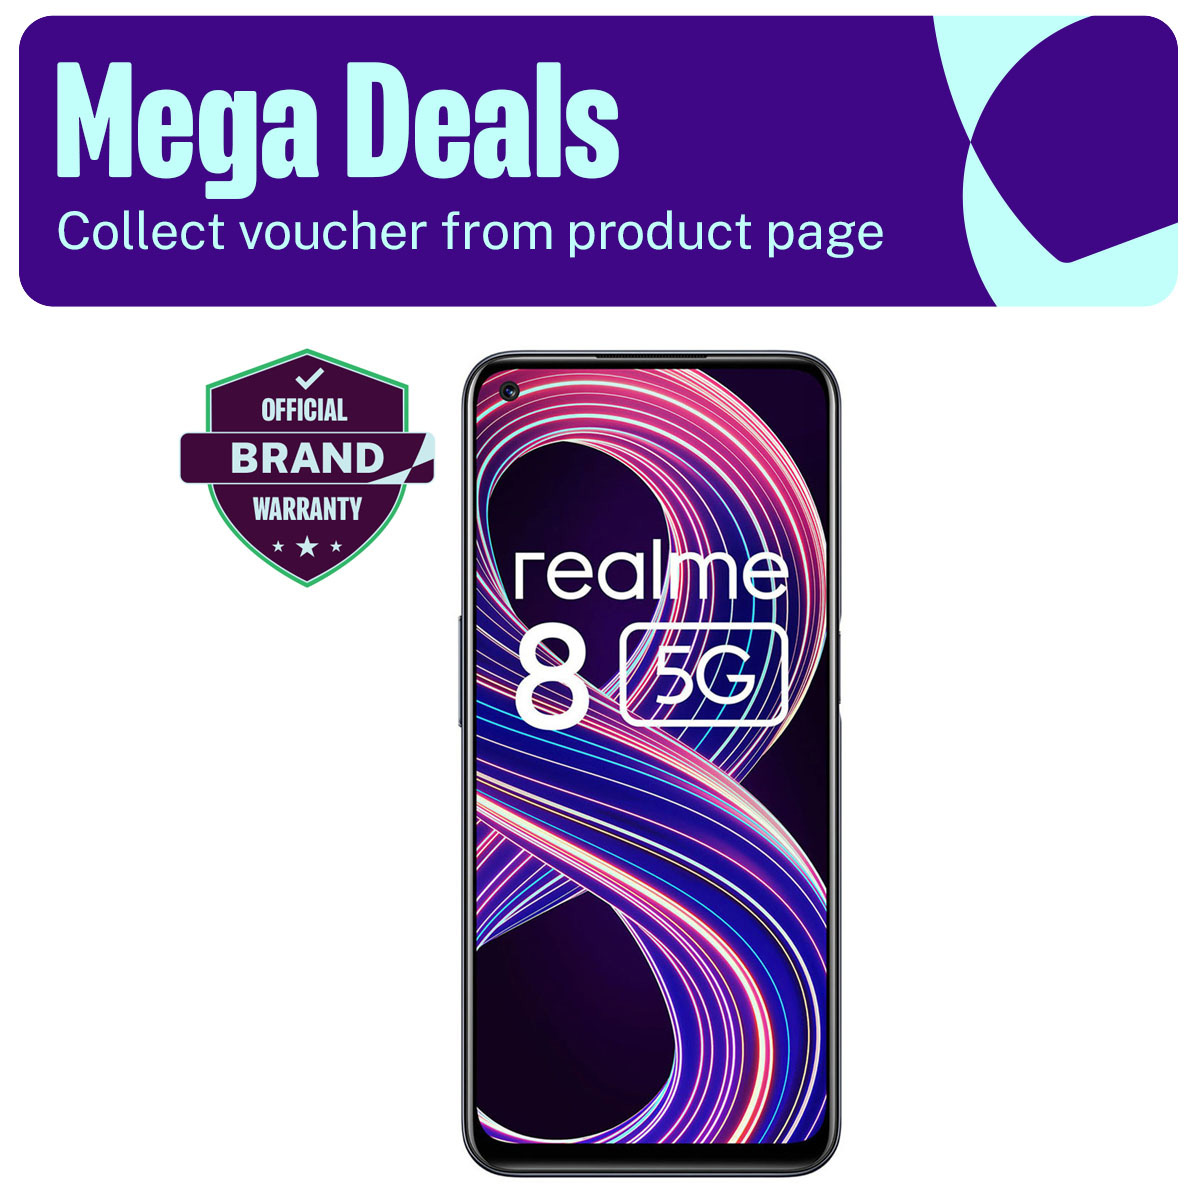 Mega Deals
Collect voucher from product page
OFFICIAL
BRAND
WARRANTY
realme
8 5G